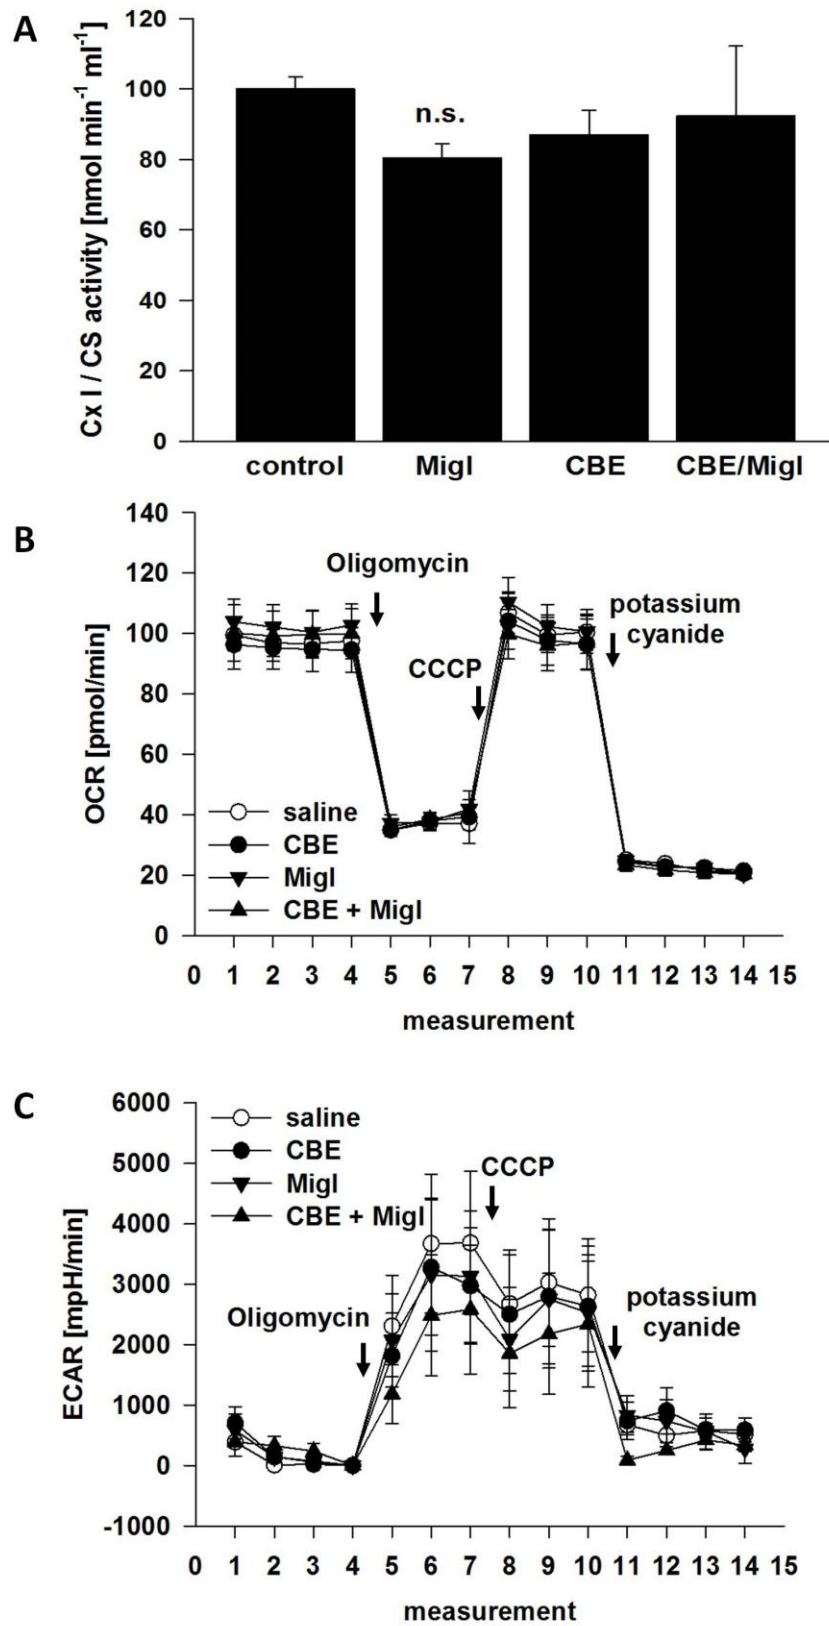 A
120
100
80
60
40
20
0
Cx I / CS activity [nmol min⁻¹ ml⁻¹]
n.s.
control Migl CBE CBE/Migl
B
140
120
100
80
60
40
20
0
OCR [pmol/min]
Oligomycin
CCCP
potassium
cyanide
saline
CBE
Migl
CBE + Migl
0 1 2 3 4 5 6 7 8 9 10 11 12 13 14 15
measurement
C
6000
5000
4000
3000
2000
1000
0
-1000
ECAR [mpH/min]
saline
CBE
Migl
CBE + Migl
CCCP
Oligomycin
potassium
cyanide
0 1 2 3 4 5 6 7 8 9 10 11 12 13 14 15
measurement